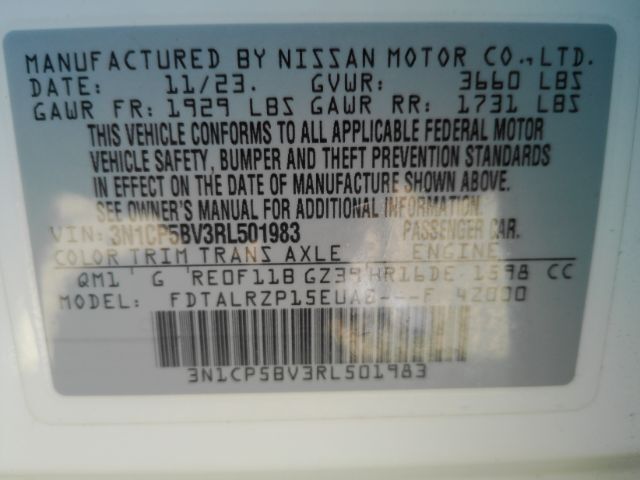 MANUFACTURED BY NISSAN MOTOR CO., LTD.
DATE: 11/23. GVWR: 3660 LBS
GAWR FR: 1929 LBS GAWR RR: 1731 LBS
THIS VEHICLE CONFORMS TO ALL APPLICABLE FEDERAL MOTOR
VEHICLE SAFETY, BUMPER AND THEFT PREVENTION STANDARDS
IN EFFECT ON THE DATE OF MANUFACTURE SHOWN ABOVE.
SEE OWNER'S MANUAL FOR ADDITIONAL INFORMATION.
VIN: 3N1CP5BV3RL501983 PASSENGER CAR.
COLOR TRIM TRANS AXLE ENGINE
QM1 G RE0F11B GZ39 HR16DE 1598 CC
MODEL: FDTALRZP15EUA0---F 42000
3N1CP5BV3RL501983